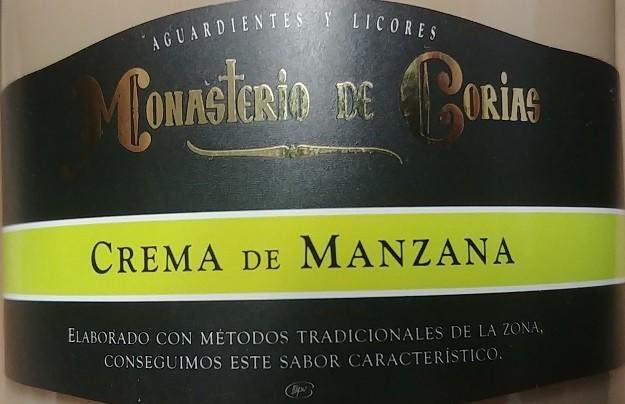 AGUARDIENTES Y LICORES
MONASTERIO DE CORIAS
CREMA DE MANZANA
ELABORADO CON MÉTODOS TRADICIONALES DE LA ZONA,
CONSEGUIMOS ESTE SABOR CARACTERÍSTICO.